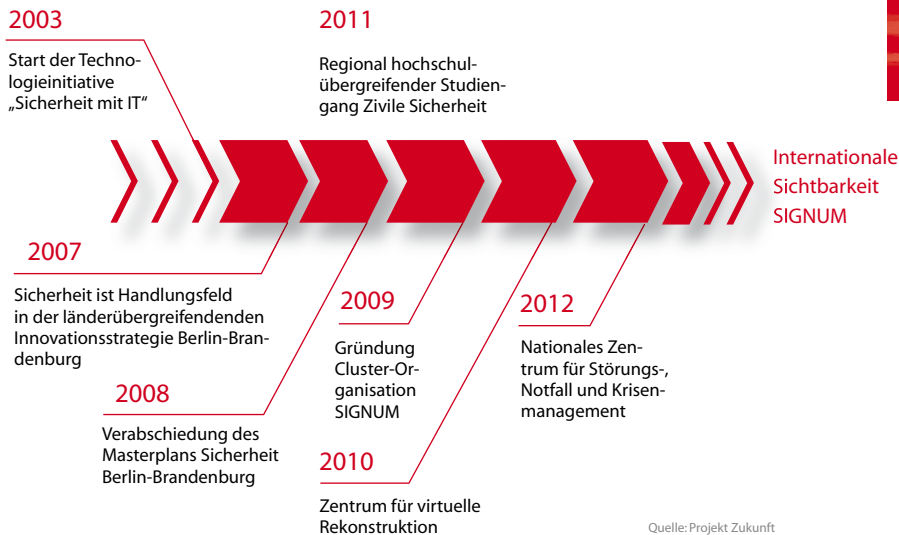 2003
Start der Techno-
logieinitiative
„Sicherheit mit IT“
2011
Regional hochschul-
übergreifender Studien-
gang Zivile Sicherheit
Internationale
Sichtbarkeit
SIGNUM
2007
Sicherheit ist Handlungsfeld
in der länderübergreifendenden
Innovationsstrategie Berlin-Bran-
denburg
2008
Verabschiedung des
Masterplans Sicherheit
Berlin-Brandenburg
2009
Gründung
Cluster-Or-
ganisation
SIGNUM
2010
Zentrum für virtuelle
Rekonstruktion
2012
Nationales Zen-
trum für Störungs-,
Notfall und Krisen-
management
Quelle: Projekt Zukunft